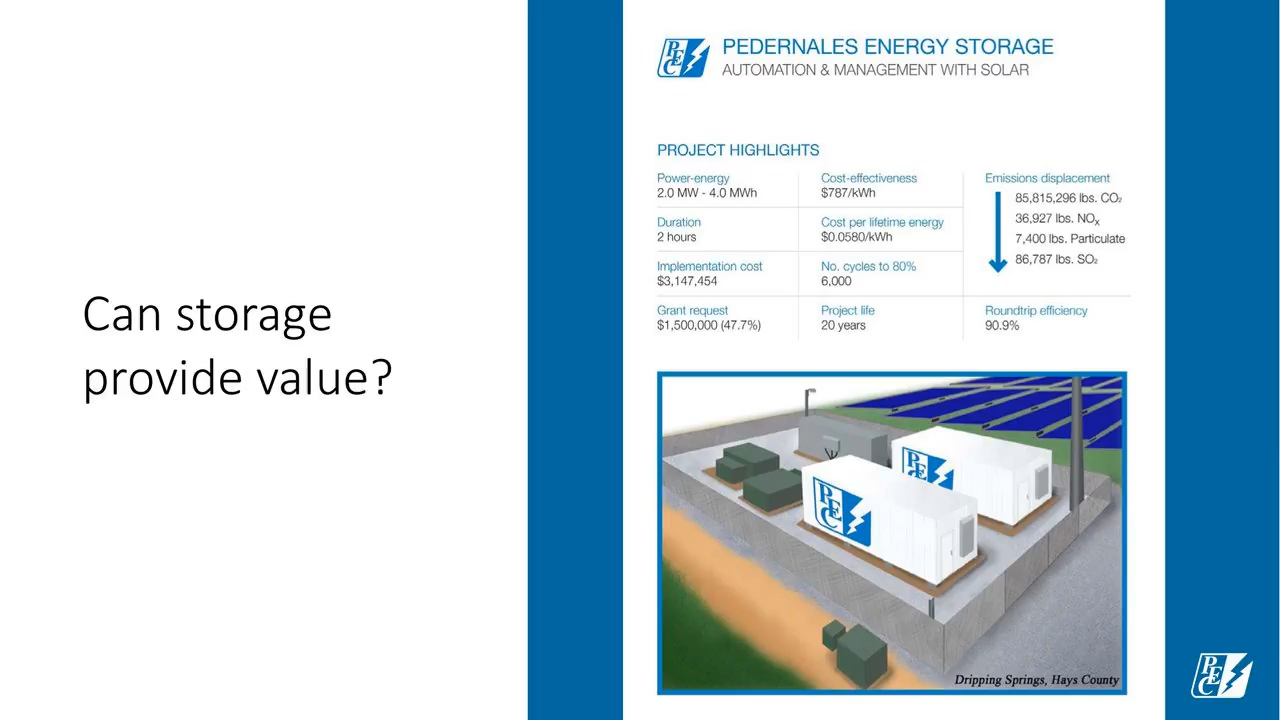 Can storage
provide value?
PEC
PEDERNALES ENERGY STORAGE
AUTOMATION & MANAGEMENT WITH SOLAR
PROJECT HIGHLIGHTS
Power-energy
2.0 MW - 4.0 MWh
Cost-effectiveness
$787/kWh
Emissions displacement
85,815,296 lbs. CO₂
36,927 lbs. NOₓ
7,400 lbs. Particulate
86,787 lbs. SO₂
Duration
2 hours
Cost per lifetime energy
$0.0580/kWh
Implementation cost
$3,147,454
No. cycles to 80%
6,000
Grant request
$1,500,000 (47.7%)
Project life
20 years
Roundtrip efficiency
90.9%
PEC
PEC
Dripping Springs, Hays County
PEC